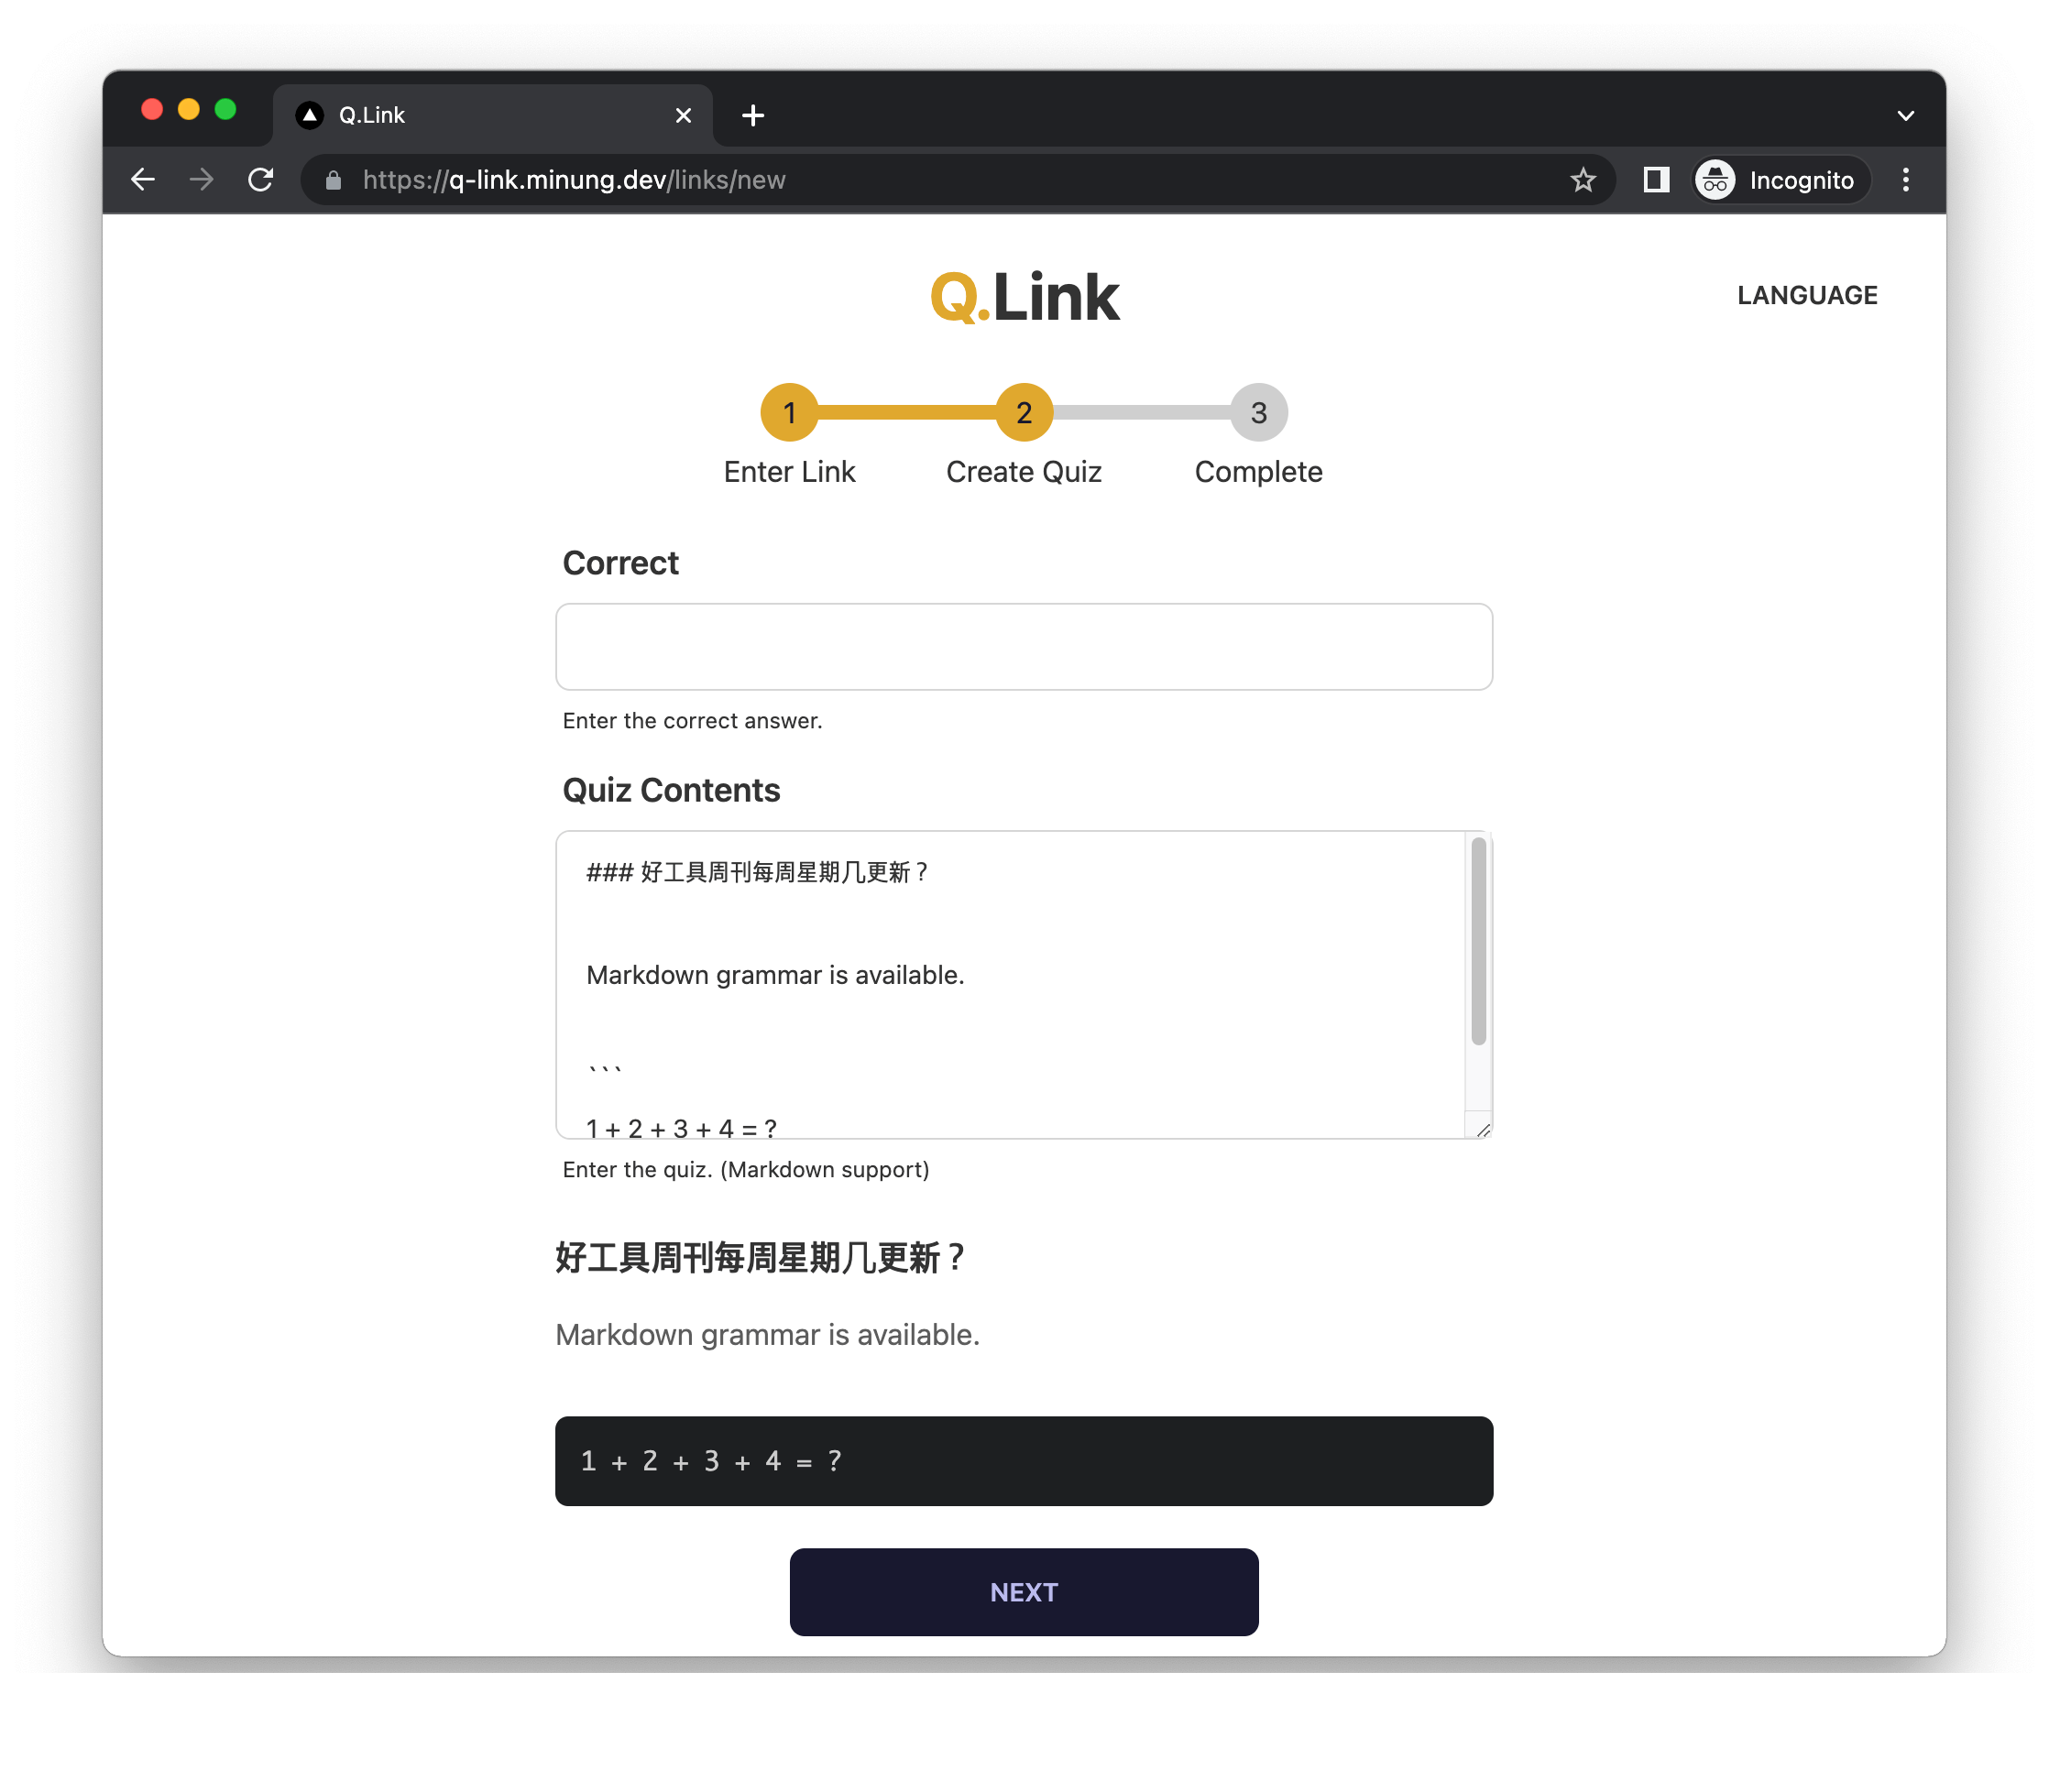 Q.Link
https://q-link.minung.dev/links/new
Incognito
Q.Link
LANGUAGE
1
2
3
Enter Link
Create Quiz
Complete
Correct
Enter the correct answer.
Quiz Contents
### 好工具周刊每周星期几更新？
Markdown grammar is available.
```
1 + 2 + 3 + 4 = ?
Enter the quiz. (Markdown support)
好工具周刊每周星期几更新？
Markdown grammar is available.
1 + 2 + 3 + 4 = ?
NEXT